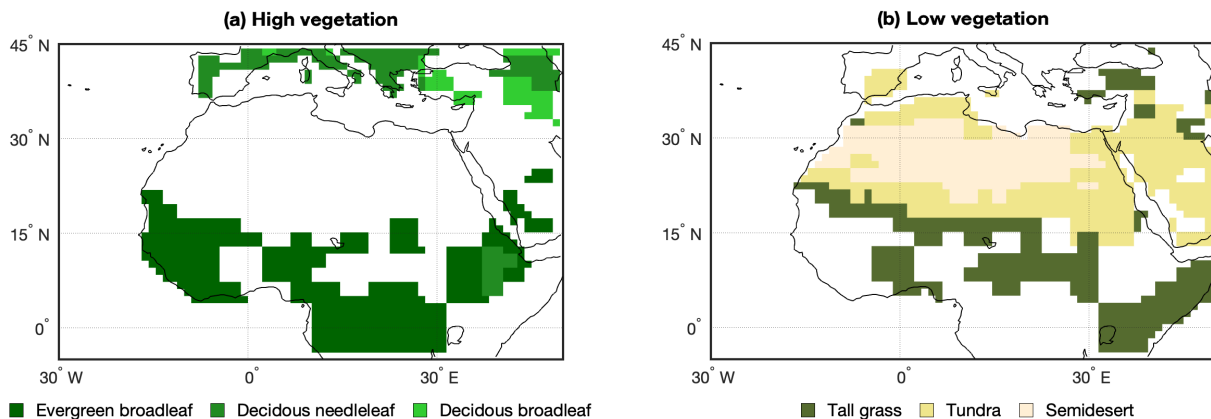 (a) High vegetation
(b) Low vegetation
45° N
30° N
15° N
0°
30° W
0°
30° E
45° N
30° N
15° N
0°
30° W
0°
30° E
Evergreen broadleaf
Decidous needleleaf
Decidous broadleaf
Tall grass
Tundra
Semidesert